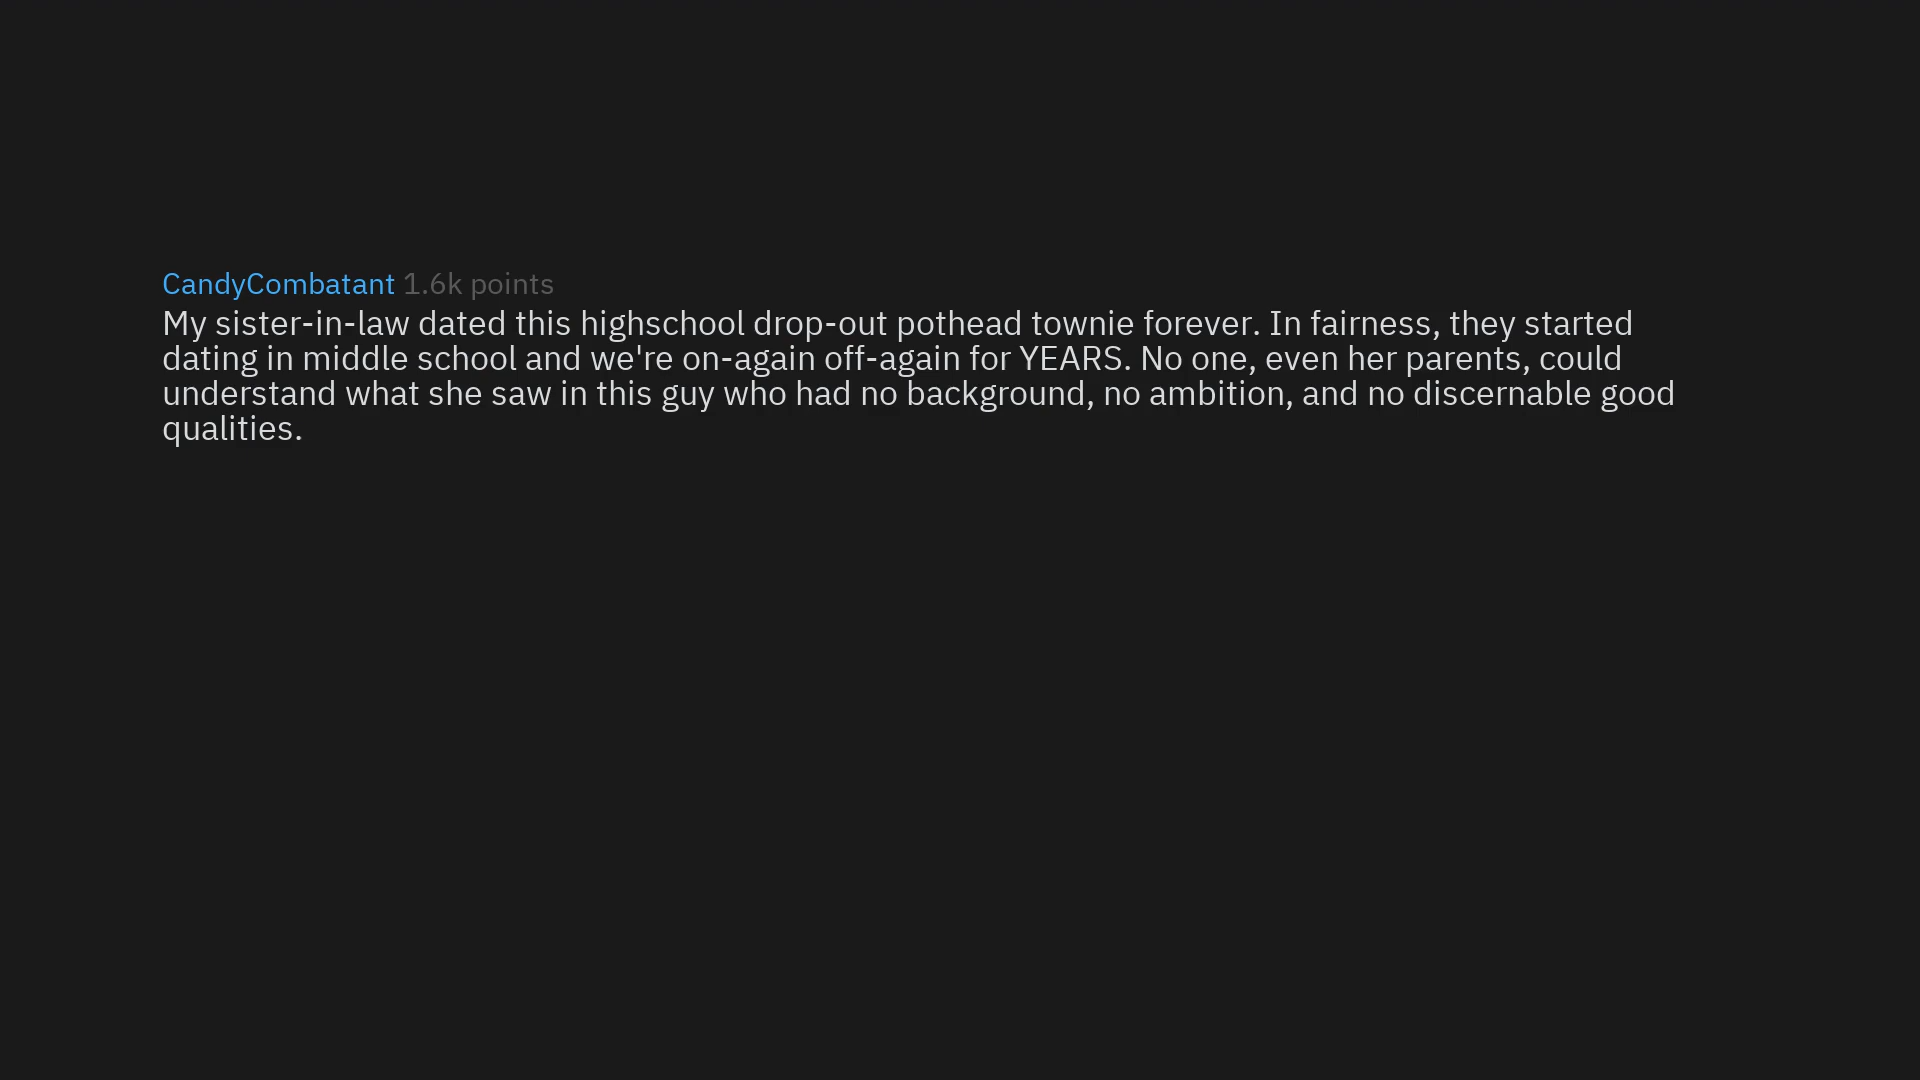 CandyCombatant 1.6k points
My sister-in-law dated this highschool drop-out pothead townie forever. In fairness, they started
dating in middle school and we're on-again off-again for YEARS. No one, even her parents, could
understand what she saw in this guy who had no background, no ambition, and no discernable good
qualities.